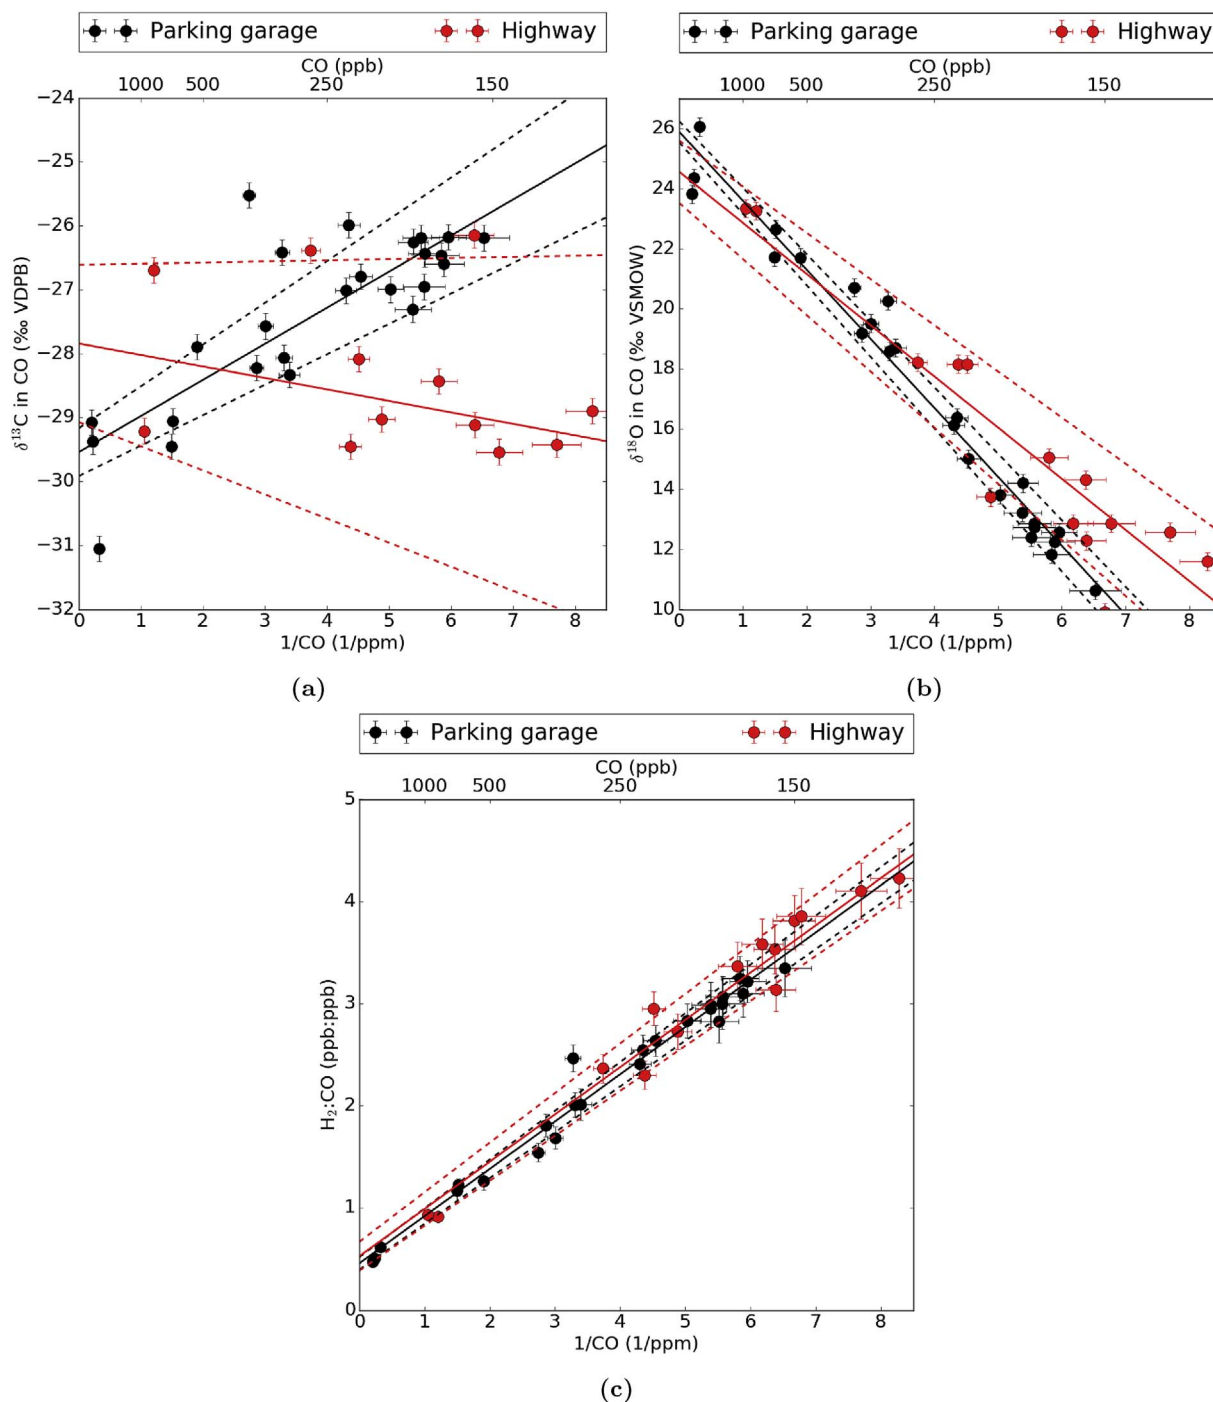 Parking garage Highway
CO (ppb)
1000 500 250 150
−24
−25
−26
−27
−28
−29
−30
−31
−32
δ¹³C in CO (‰ VDPB)
0 1 2 3 4 5 6 7 8
1/CO (1/ppm)
(a)
Parking garage Highway
CO (ppb)
1000 500 250 150
26
24
22
20
18
16
14
12
10
δ¹⁸O in CO (‰ VSMOW)
0 1 2 3 4 5 6 7 8
1/CO (1/ppm)
(b)
Parking garage Highway
CO (ppb)
1000 500 250 150
5
4
3
2
1
0
H₂:CO (ppb:ppb)
0 1 2 3 4 5 6 7 8
1/CO (1/ppm)
(c)